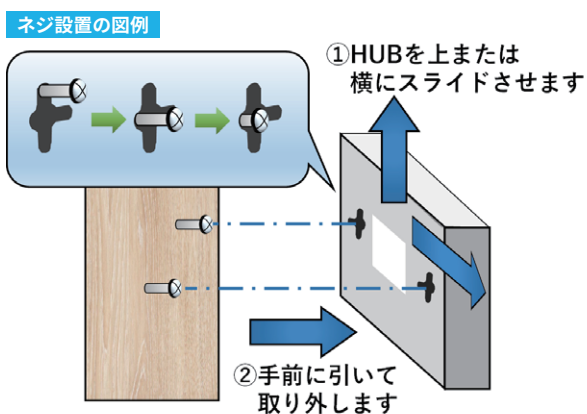 ネジ設置の図例
①HUBを上または
横にスライドさせます
②手前に引いて
取り外します